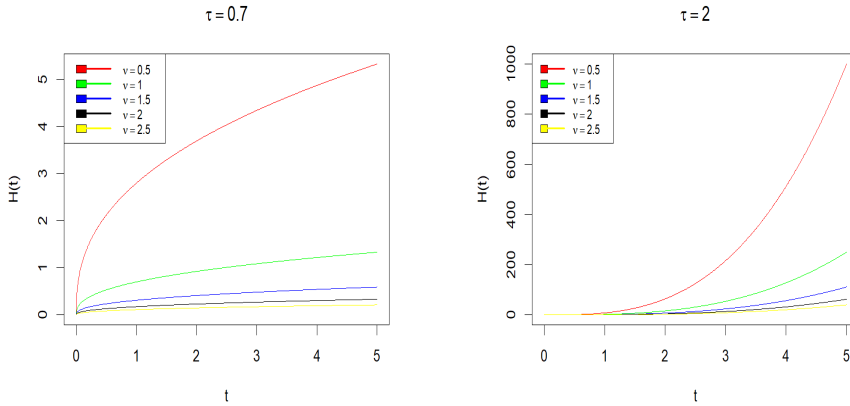 τ = 0.7
ν = 0.5
ν = 1
ν = 1.5
ν = 2
ν = 2.5
H(t)
5
4
3
2
1
0
0 1 2 3 4 5
t
τ = 2
ν = 0.5
ν = 1
ν = 1.5
ν = 2
ν = 2.5
H(t)
1000
800
600
400
200
0
0 1 2 3 4 5
t